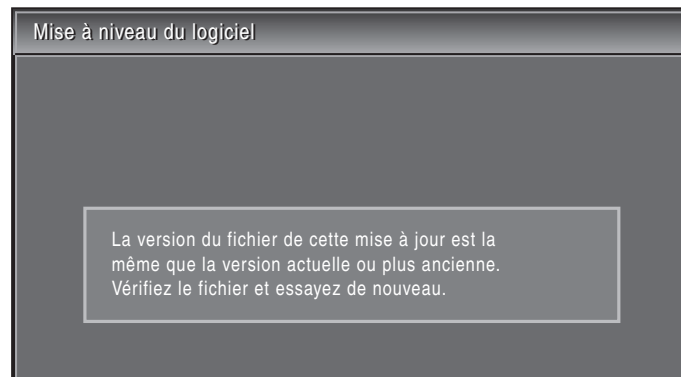 Mise à niveau du logiciel
La version du fichier de cette mise à jour est la
même que la version actuelle ou plus ancienne.
Vérifiez le fichier et essayez de nouveau.